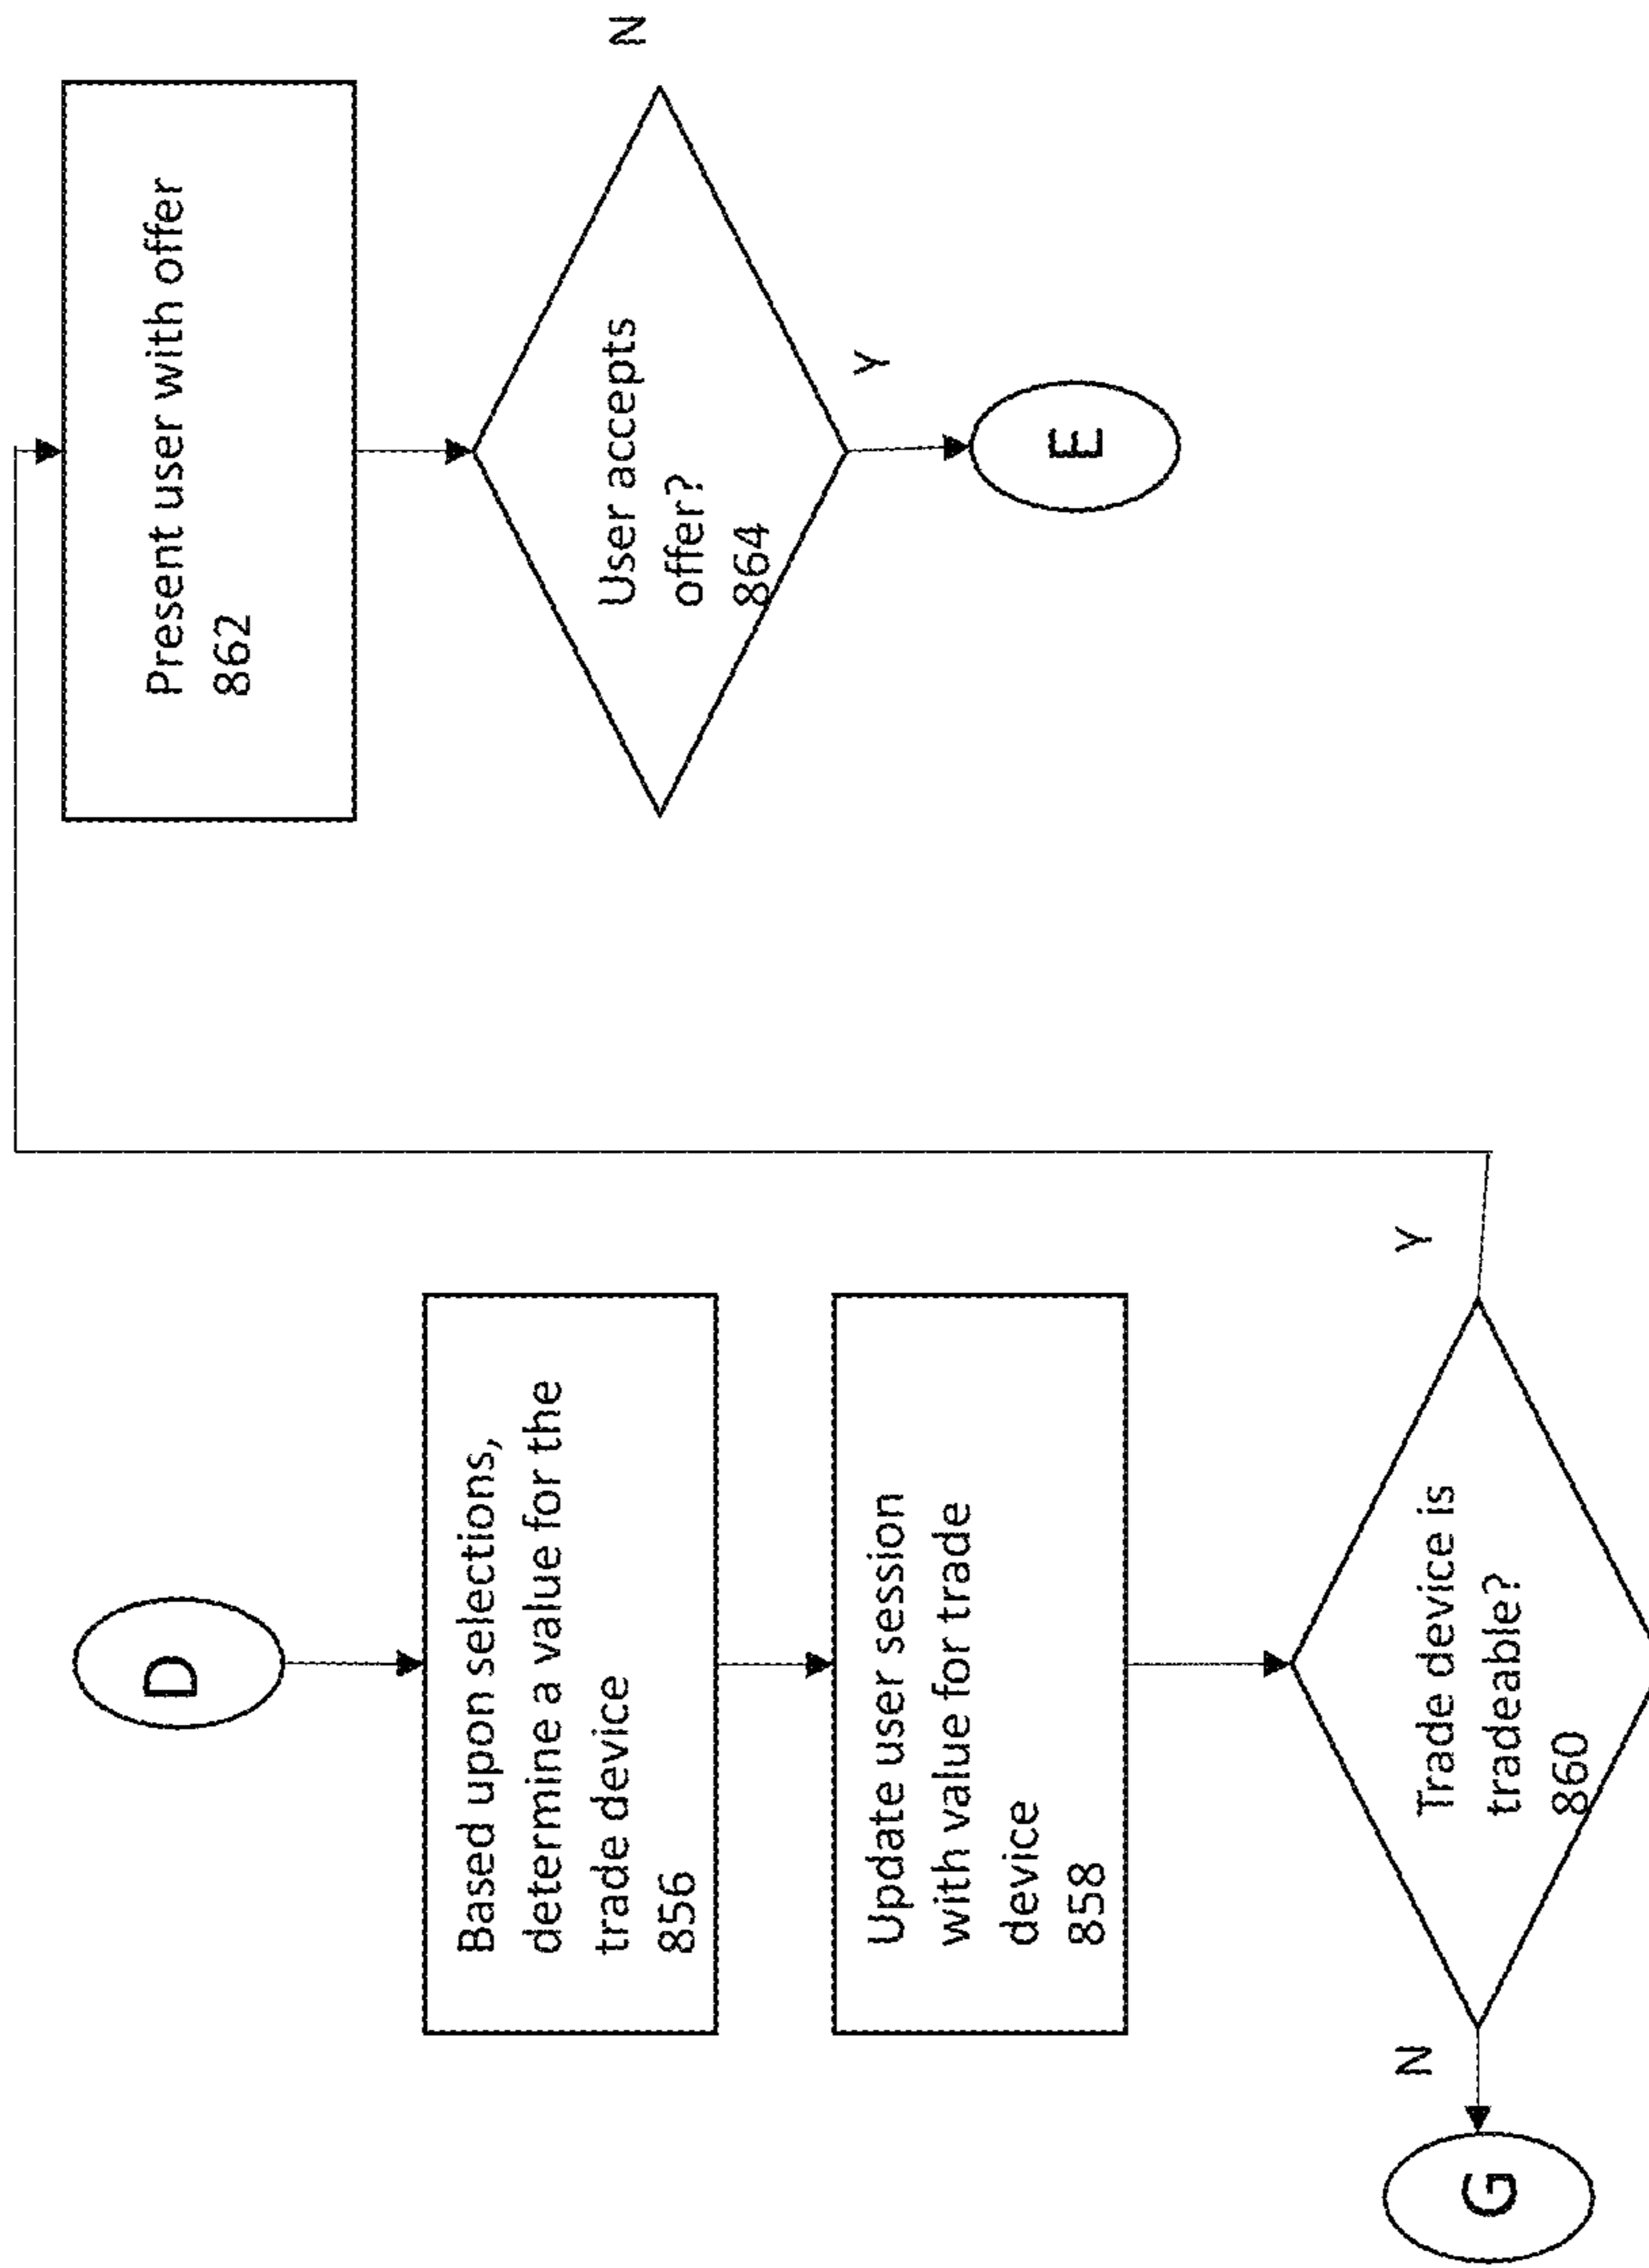 D
Based upon selections,
determine a value for the
trade device
856
Update user session
with value for trade
device
858
Trade device is
tradeable?
860
N
G
Y
Present user with offer
862
User accepts
offer?
864
N
Y
E